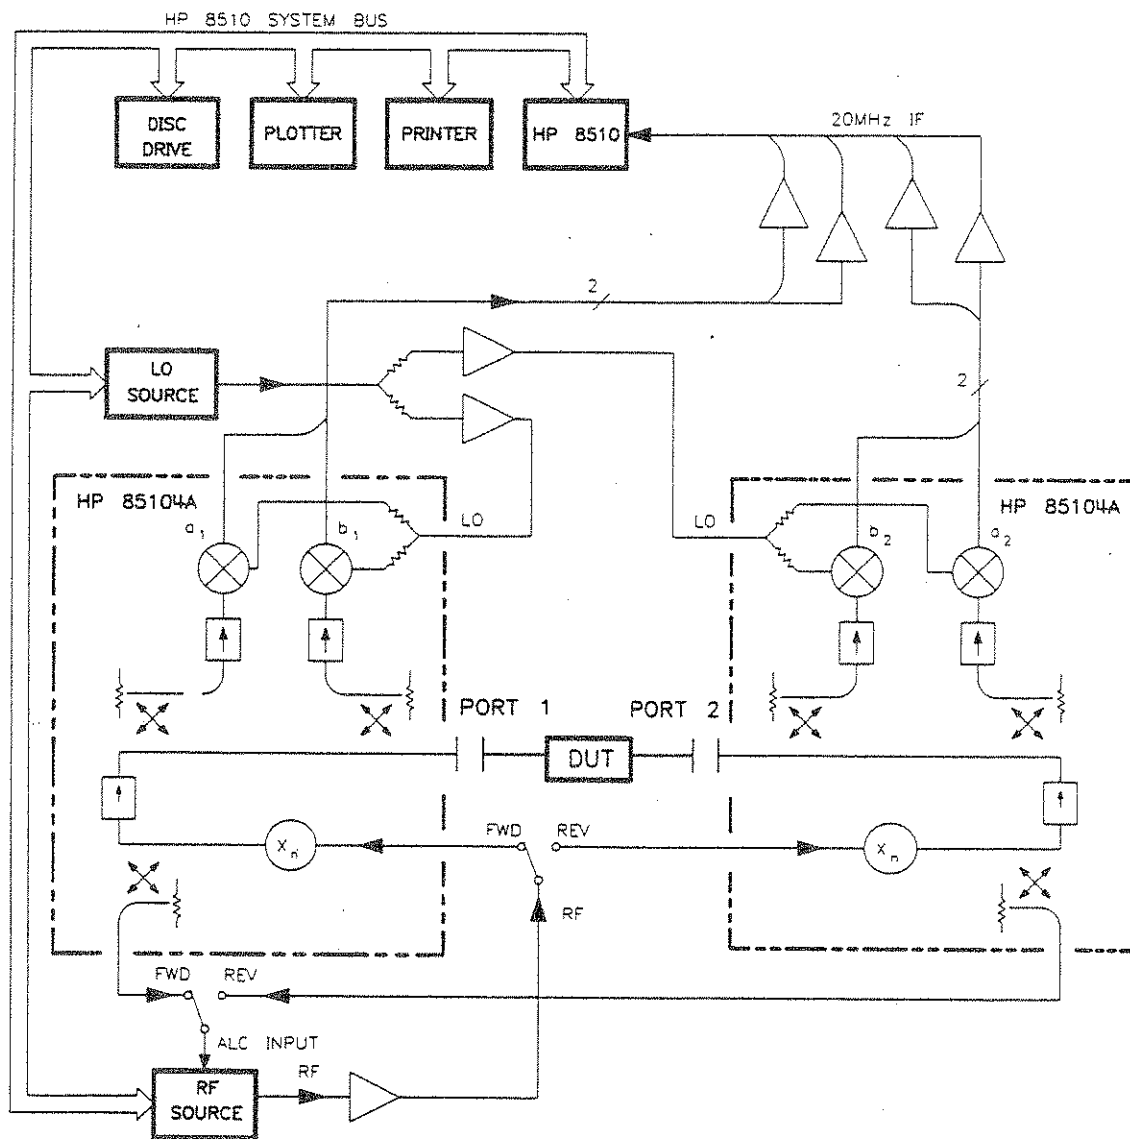 HP 8510 SYSTEM BUS
DISC
DRIVE
PLOTTER
PRINTER
HP 8510
20MHz IF
2
LO
SOURCE
2
HP 85104A
HP 85104A
a1
b1
LO
LO
b2
a2
PORT 1
PORT 2
DUT
FWD
REV
Xn
Xn
RF
FWD
REV
ALC INPUT
RF
SOURCE
RF